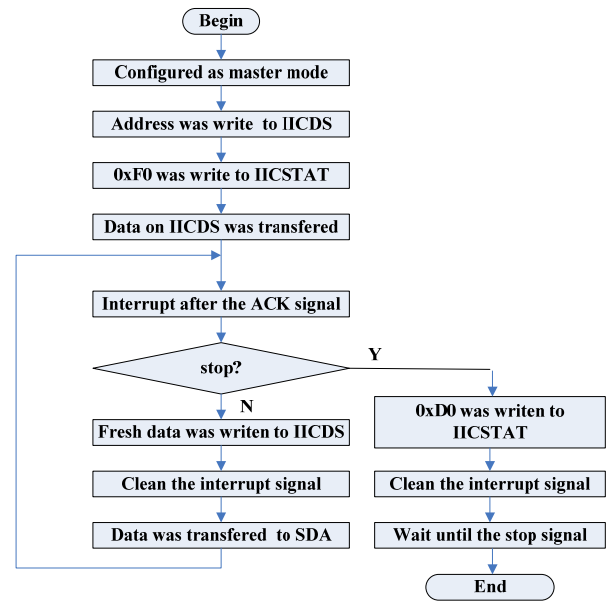 Begin
Configured as master mode
Address was write to IICDS
0xF0 was write to IICSTAT
Data on IICDS was transfered
Interrupt after the ACK signal
stop?
Y
N
Fresh data was writen to IICDS
Clean the interrupt signal
Data was transfered to SDA
0xD0 was writen to
IICSTAT
Clean the interrupt signal
Wait until the stop signal
End